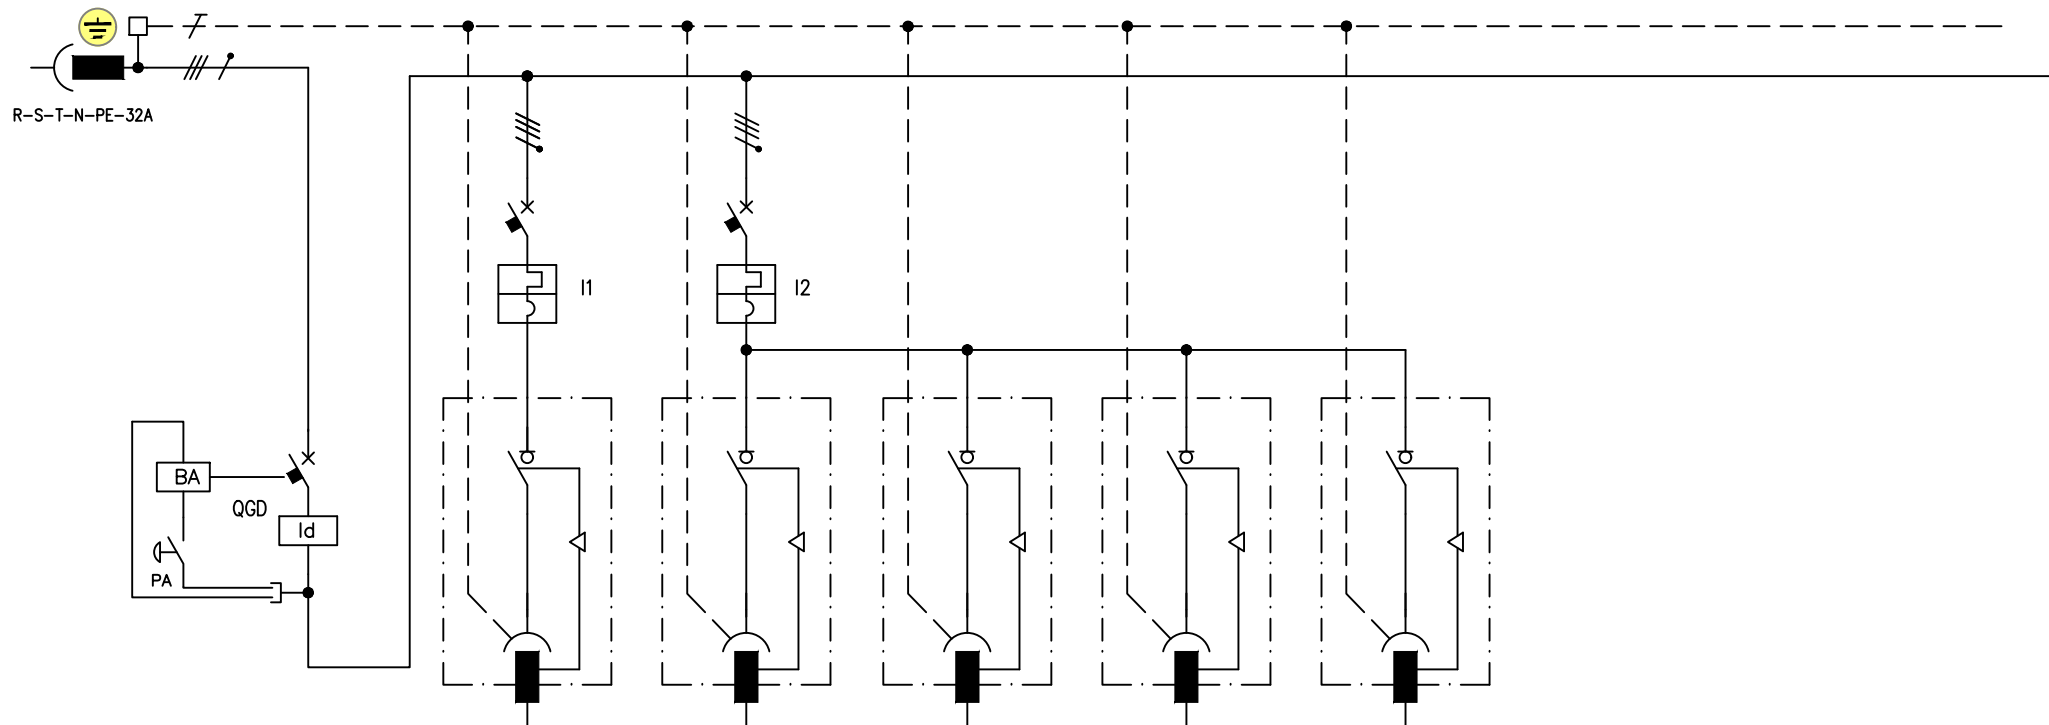 R-S-T-N-PE-32A
I1
I2
BA
QGD
Id
PA